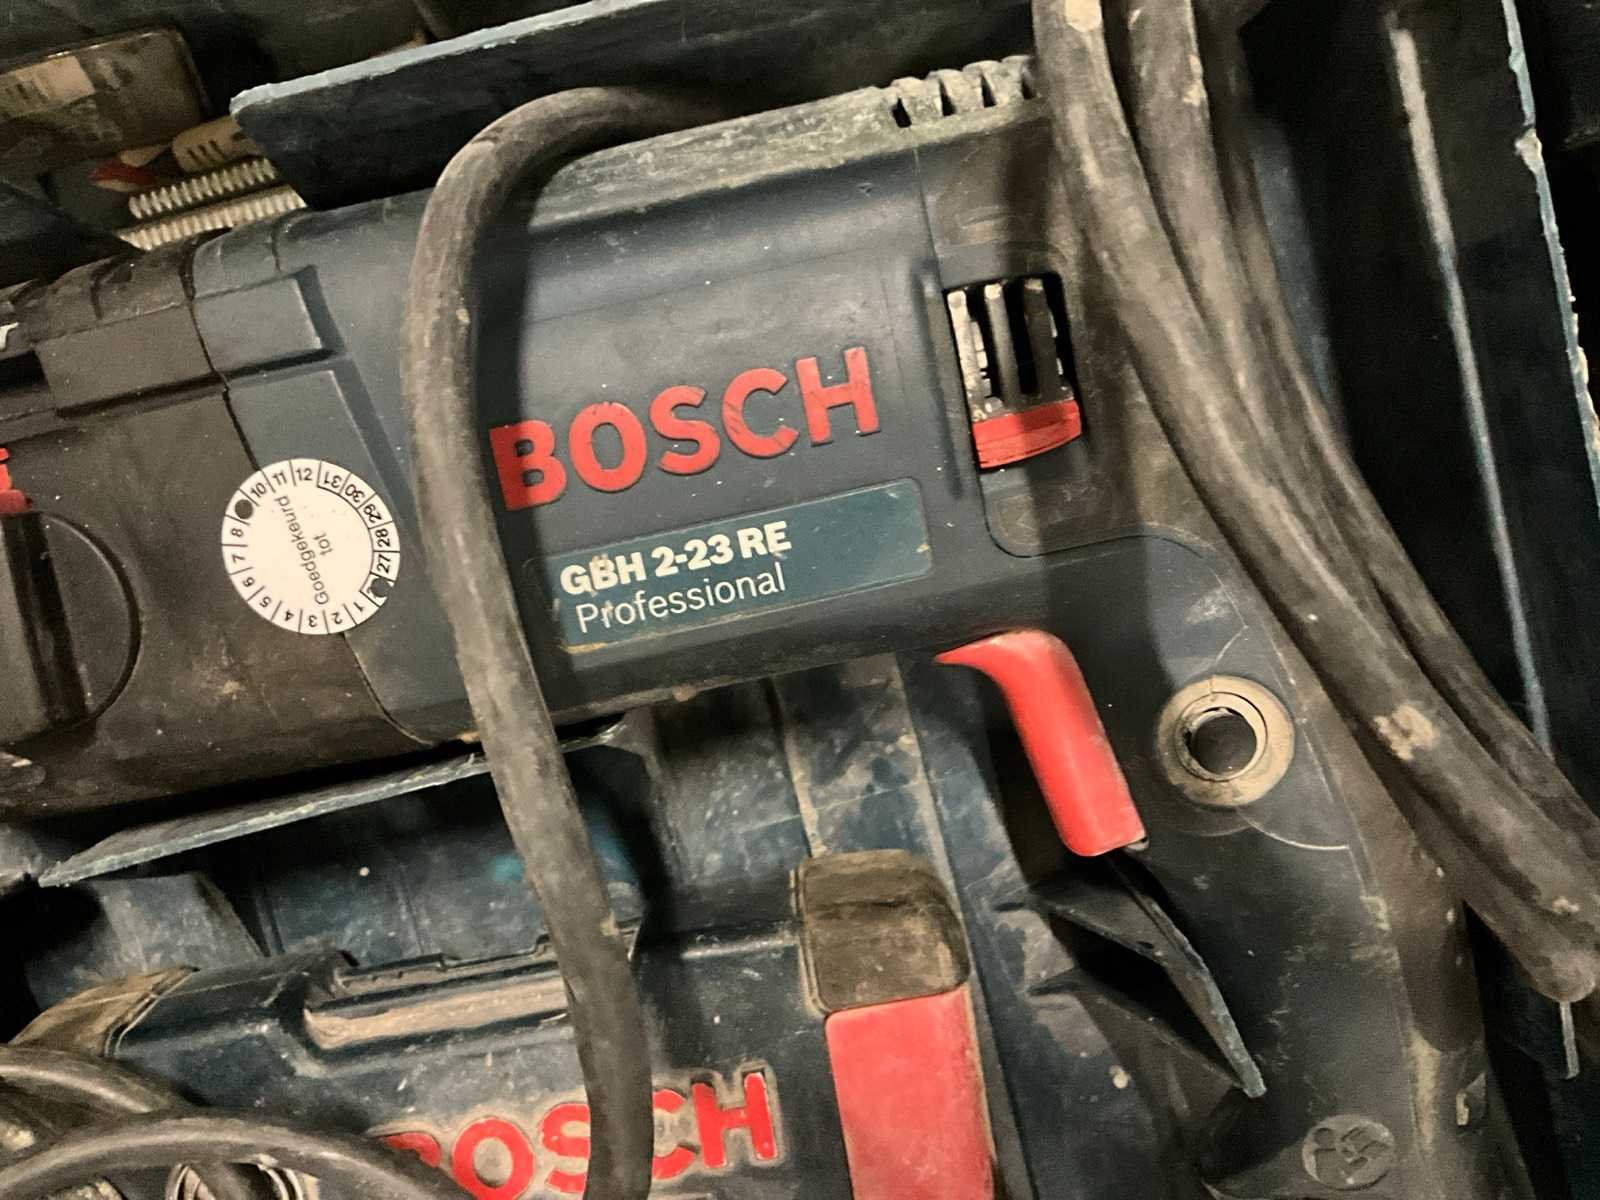 BOSCH
GBH 2-23 RE
Professional
Goedgekeurd
tot
1 2 3 4 5 6 7 8 10 11 12
27 28 29 30 31
BOSCH